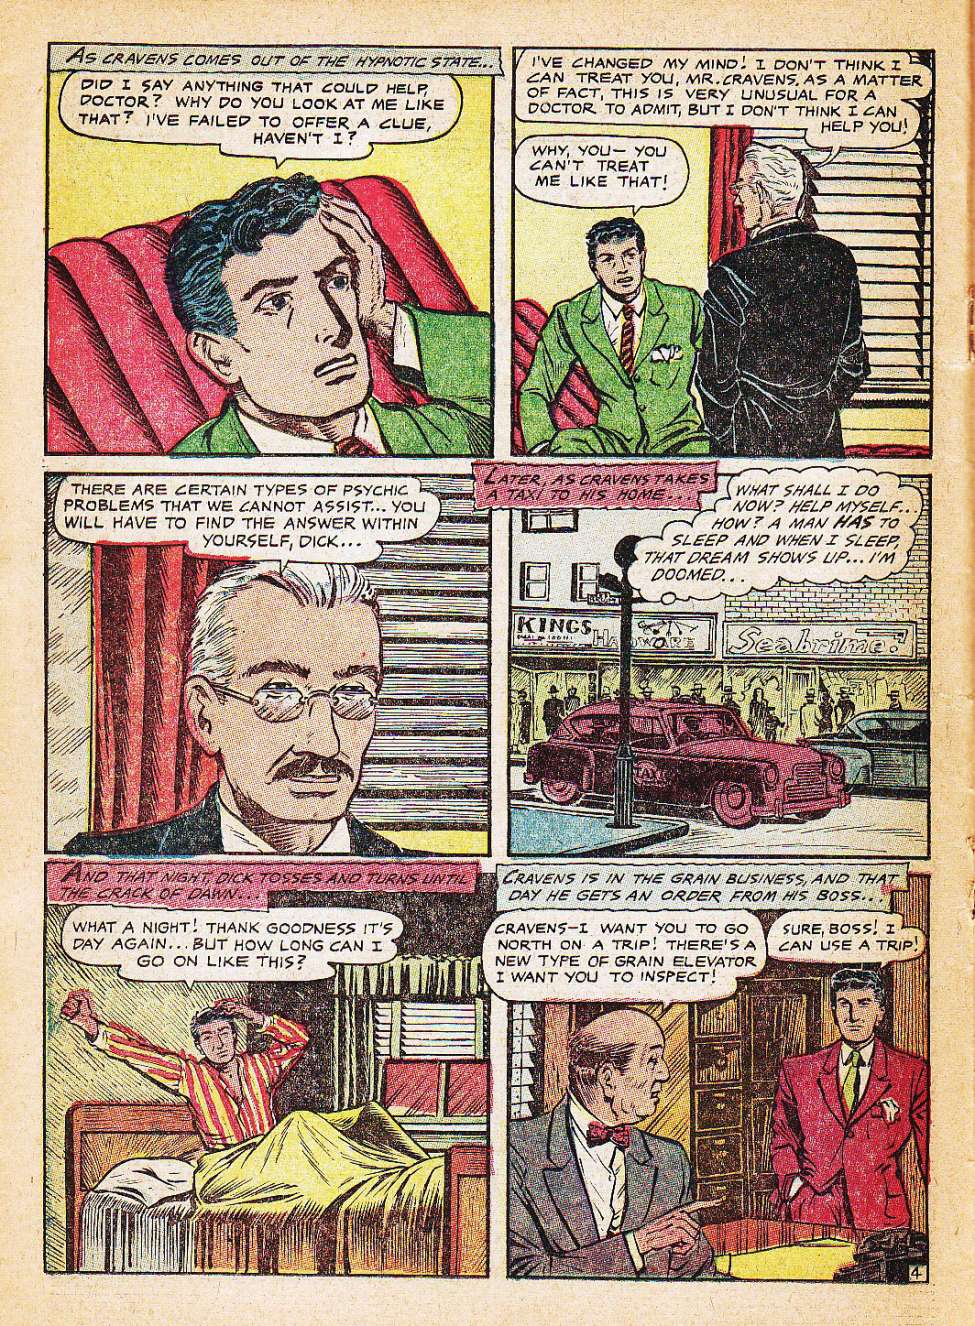 AS CRAVENS COMES OUT OF THE HYPNOTIC STATE...
DID I SAY ANYTHING THAT COULD HELP,
DOCTOR? WHY DO YOU LOOK AT ME LIKE
THAT? I'VE FAILED TO OFFER A CLUE,
HAVEN'T I?
I'VE CHANGED MY MIND! I DON'T THINK I
CAN TREAT YOU, MR. CRAVENS, AS A MATTER
OF FACT, THIS IS VERY UNUSUAL FOR A
DOCTOR TO ADMIT, BUT I DON'T THINK I CAN
HELP YOU!
WHY, YOU— YOU
CAN'T TREAT
ME LIKE THAT!
THERE ARE CERTAIN TYPES OF PSYCHIC
PROBLEMS THAT WE CANNOT ASSIST... YOU
WILL HAVE TO FIND THE ANSWER WITHIN
YOURSELF, DICK...
LATER, AS CRAVENS TAKES
A TAXI TO HIS HOME...
WHAT SHALL I DO
NOW? HELP MYSELF...
HOW? A MAN HAS TO
SLEEP AND WHEN I SLEEP,
THAT DREAM SHOWS UP... I'M
DOOMED...
KINGS
HARDWARE
Seabrime
TAXI
AND THAT NIGHT, DICK TOSSES AND TURNS UNTIL
THE CRACK OF DAWN...
WHAT A NIGHT! THANK GOODNESS IT'S
DAY AGAIN... BUT HOW LONG CAN I
GO ON LIKE THIS?
CRAVENS IS IN THE GRAIN BUSINESS, AND THAT
DAY HE GETS AN ORDER FROM HIS BOSS...
CRAVENS—I WANT YOU TO GO
NORTH ON A TRIP! THERE'S A
NEW TYPE OF GRAIN ELEVATOR
I WANT YOU TO INSPECT!
SURE, BOSS! I
CAN USE A TRIP!
4